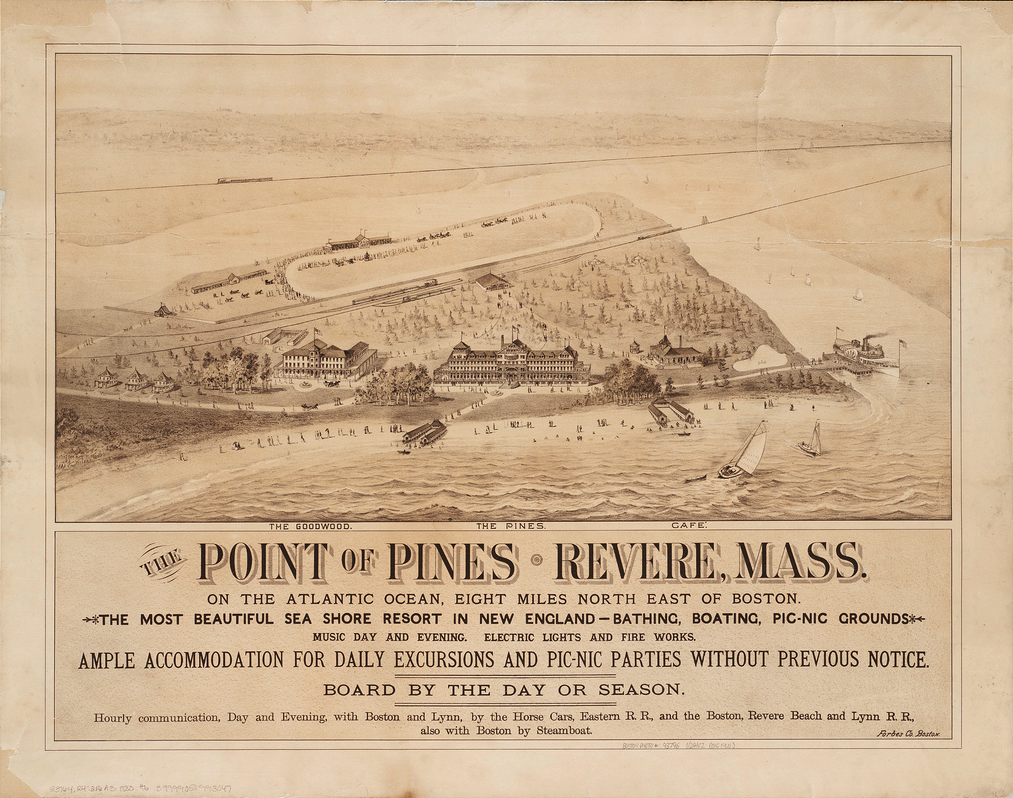 THE GOODWOOD. THE PINES. CAFE.
THE POINT OF PINES • REVERE, MASS.
ON THE ATLANTIC OCEAN, EIGHT MILES NORTH EAST OF BOSTON.
THE MOST BEAUTIFUL SEA SHORE RESORT IN NEW ENGLAND — BATHING, BOATING, PIC-NIC GROUNDS
MUSIC DAY AND EVENING. ELECTRIC LIGHTS AND FIRE WORKS.
AMPLE ACCOMMODATION FOR DAILY EXCURSIONS AND PIC-NIC PARTIES WITHOUT PREVIOUS NOTICE.
BOARD BY THE DAY OR SEASON.
Hourly communication, Day and Evening, with Boston and Lynn, by the Horse Cars, Eastern R. R., and the Boston, Revere Beach and Lynn R. R.,
also with Boston by Steamboat.
Forbes Co. Boston.